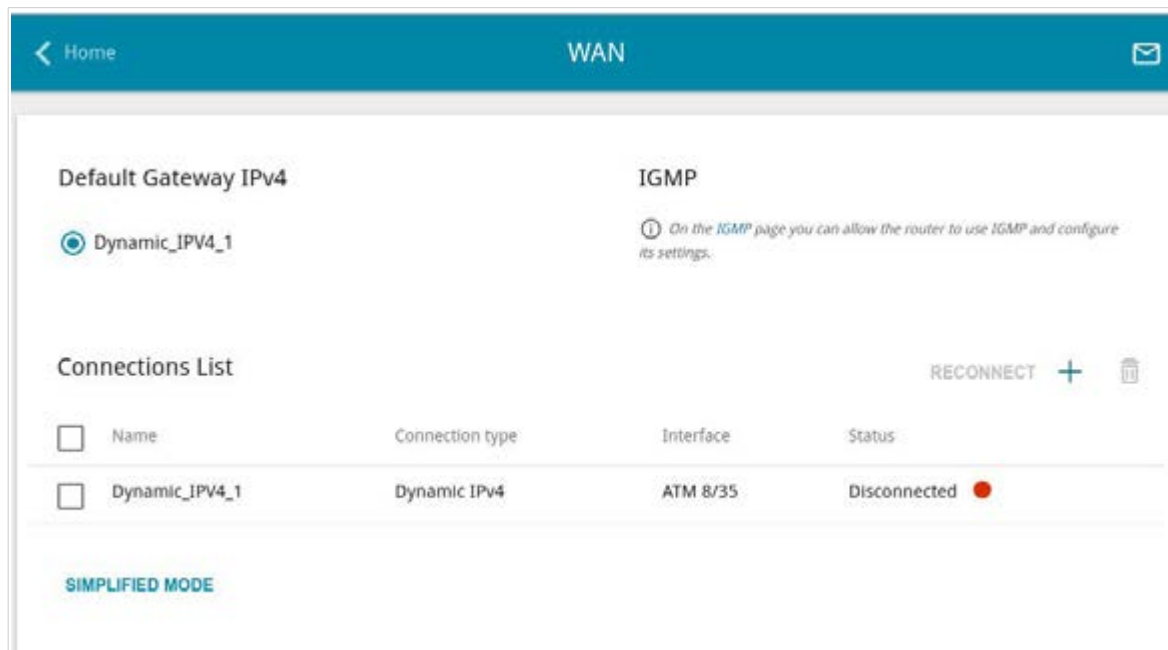 Home
WAN
Default Gateway IPv4
Dynamic_IPV4_1
IGMP
On the IGMP page you can allow the router to use IGMP and configure
its settings.
Connections List
RECONNECT
Name Connection type Interface Status
Dynamic_IPV4_1 Dynamic IPv4 ATM 8/35 Disconnected
SIMPLIFIED MODE